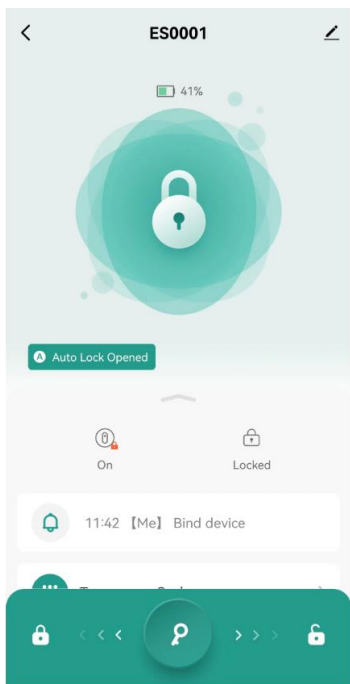 ES0001
41%
Auto Lock Opened
On
Locked
11:42 【Me】 Bind device